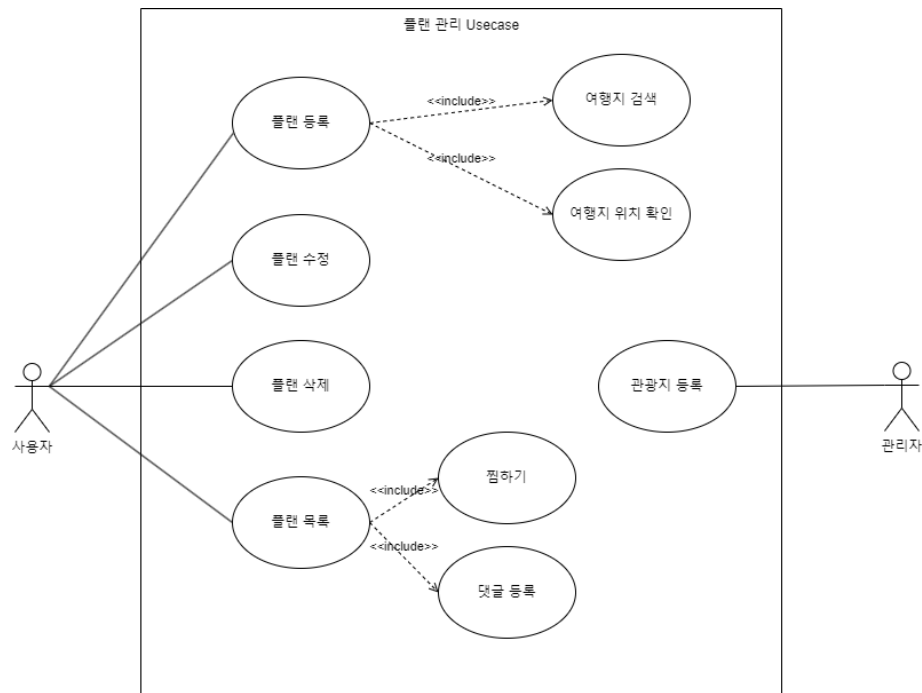 플랜 관리 Usecase
플랜 등록
<<include>>
여행지 검색
<<include>>
여행지 위치 확인
플랜 수정
플랜 삭제
관광지 등록
사용자
관리자
플랜 목록
<<include>>
찜하기
<<include>>
댓글 등록